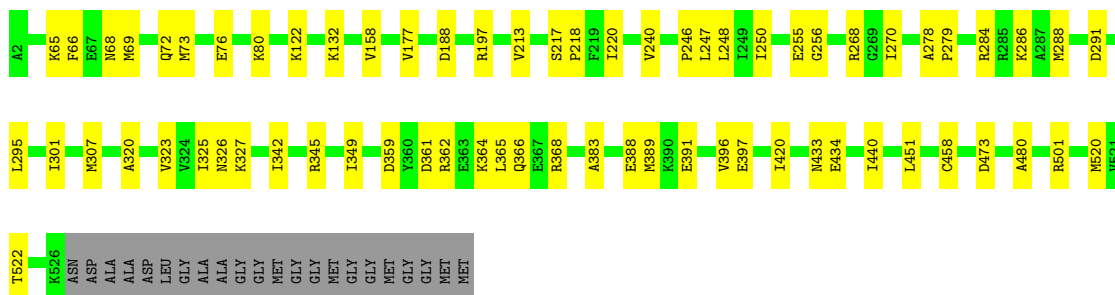 A2 K65 F66 E67 N68 M69 Q72 M73 E76 K80 K122 K132 V158 V177 D188 R197 V213 S217 P218 F219 I220 V240 P246 L247 L248 I249 I250 E255 G256 R268 G269 I270 A278 P279 R284 R285 K286 A287 M288 D291
L295 I301 M307 A320 V323 V324 I325 N326 K327 I342 R345 I349 D359 Y360 D361 R362 E363 K364 L365 Q366 E367 R368 A383 E388 M389 K390 E391 V396 E397 I420 N433 E434 I440 L451 C458 D473 A480 R501 M520 V521
T522 K526 ASN ASP ALA ALA ASP LEU GLY ALA ALA GLY GLY MET GLY GLY MET GLY GLY MET GLY GLY MET MET